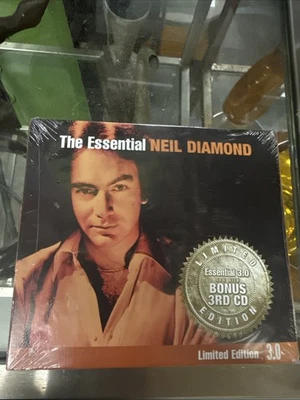 The Essential NEIL DIAMOND
LIMITED
Essential 3.0
BONUS
3RD CD
EDITION
Limited Edition 3.0